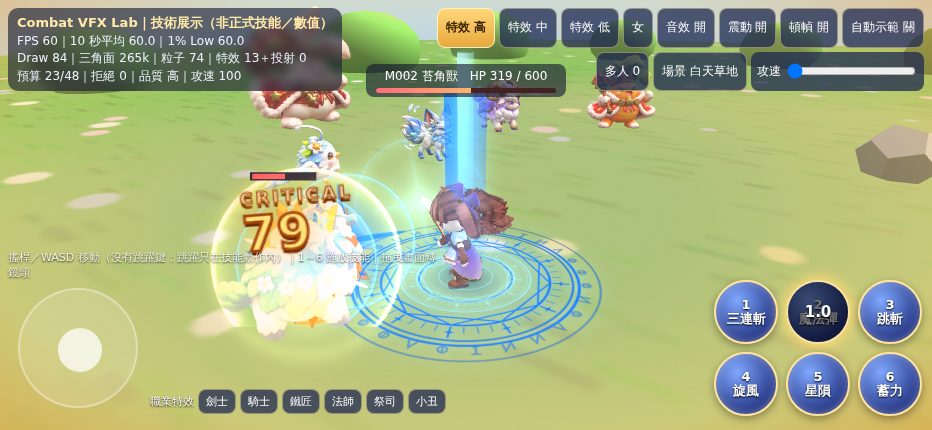 Combat VFX Lab｜技術展示（非正式技能／數值）
FPS 60｜10 秒平均 60.0｜1% Low 60.0
Draw 84｜三角面 265k｜粒子 74｜特效 13＋投射 0
預算 23/48｜拒絕 0｜品質 高｜攻速 100
特效 高
特效 中
特效 低
女
音效 開
震動 開
頓幀 開
自動示範 關
多人 0
場景 白天草地
攻速
M002 苔角獸 HP 319 / 600
CRITICAL
79
搖桿／WASD 移動（沒有跳躍鍵；跳躍只在技能動作內）｜1～6 施放技能｜拖曳畫面轉
鏡頭
1
三連斬
2
魔法彈
1.0
3
跳斬
4
旋風
5
星隕
6
蓄力
職業特效
劍士
騎士
鐵匠
法師
祭司
小丑